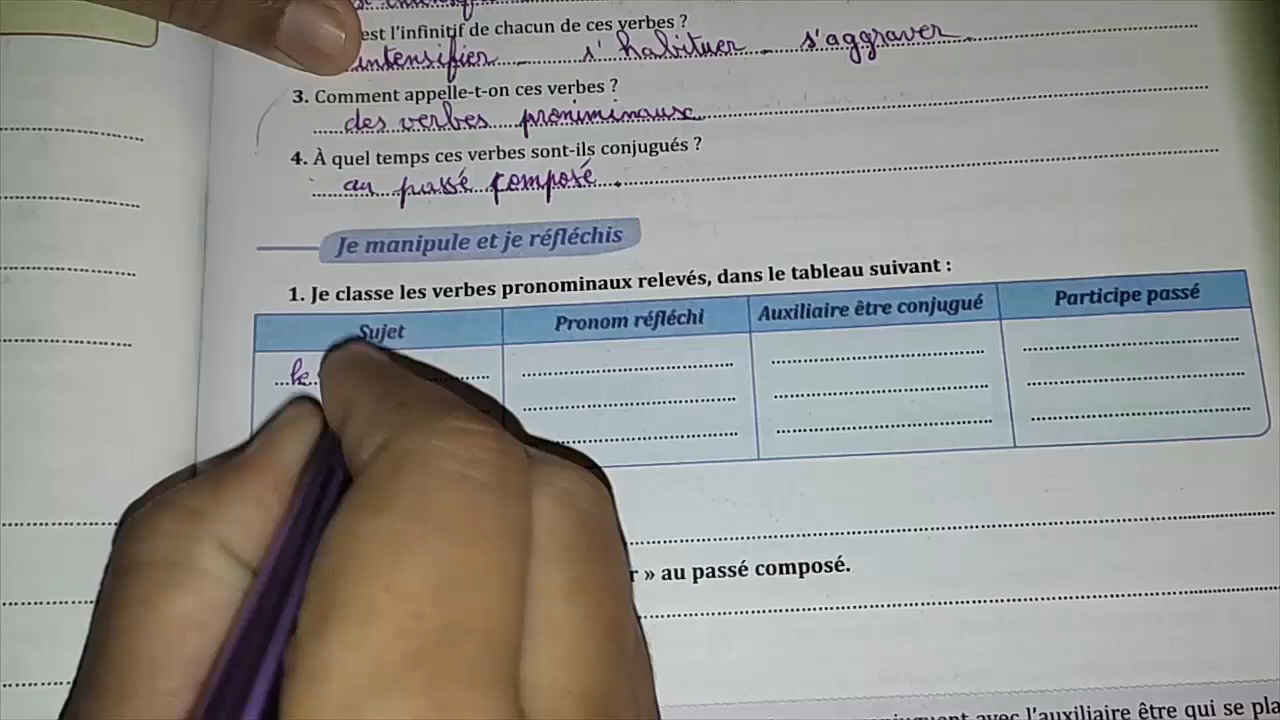 est l'infinitif de chacun de ces verbes ?
intensifier - s'habituer - s'aggraver.
3. Comment appelle-t-on ces verbes ?
des verbes proniminaux
4. À quel temps ces verbes sont-ils conjugués ?
au passé composé.
Je manipule et je réfléchis
1. Je classe les verbes pronominaux relevés, dans le tableau suivant :
Sujet Pronom réfléchi Auxiliaire être conjugué Participe passé
le
r » au passé composé.
avec l'auxiliaire être qui se pla